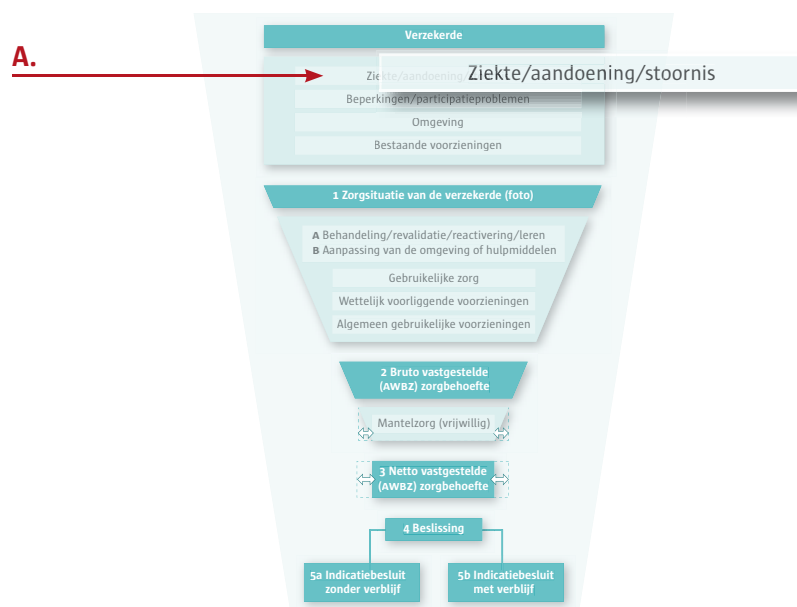 Verzekerde
A.
Ziekte/aandoening/stoornis
Ziekte/aandoening/
Beperkingen/participatieproblemen
Omgeving
Bestaande voorzieningen
1 Zorgsituatie van de verzekerde (foto)
A Behandeling/revalidatie/reactivering/leren
B Aanpassing van de omgeving of hulpmiddelen
Gebruikelijke zorg
Wettelijk voorliggende voorzieningen
Algemeen gebruikelijke voorzieningen
2 Bruto vastgestelde
(AWBZ) zorgbehoefte
Mantelzorg (vrijwillig)
3 Netto vastgestelde
(AWBZ) zorgbehoefte
4 Beslissing
5a Indicatiebesluit
zonder verblijf
5b Indicatiebesluit
met verblijf